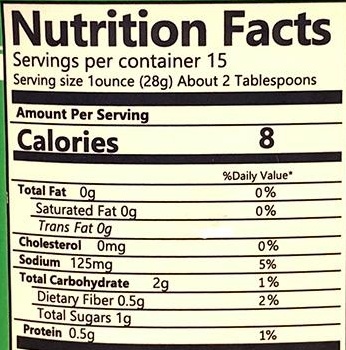 Nutrition Facts
Servings per container 15
Serving size 1ounce (28g) About 2 Tablespoons
Amount Per Serving
Calories 8
%Daily Value*
Total Fat 0g 0%
Saturated Fat 0g 0%
Trans Fat 0g
Cholesterol 0mg 0%
Sodium 125mg 5%
Total Carbohydrate 2g 1%
Dietary Fiber 0.5g 2%
Total Sugars 1g
Protein 0.5g 1%